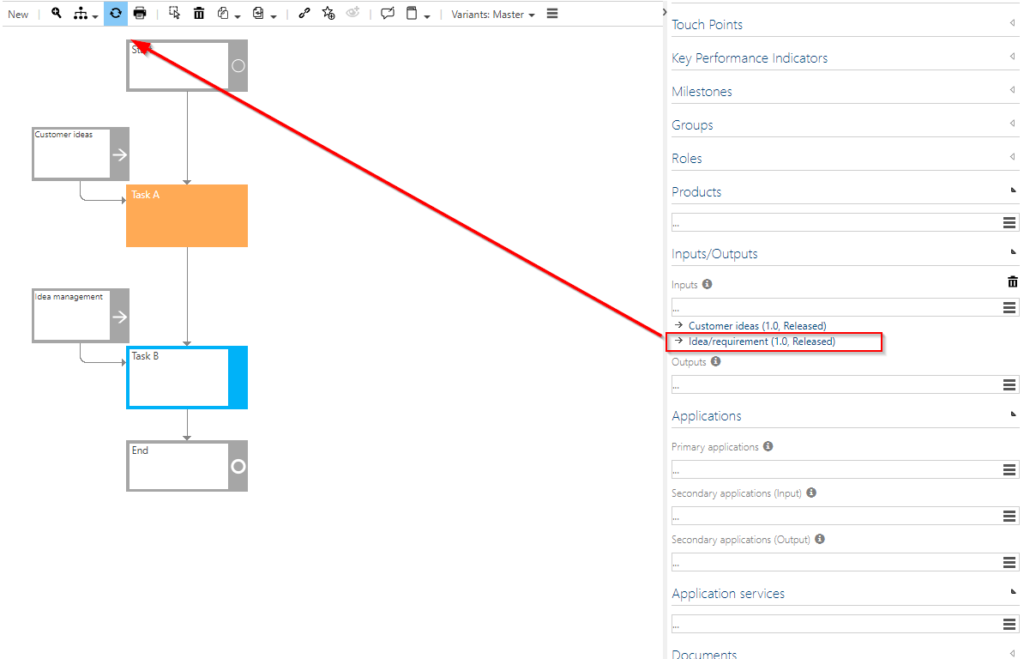 New
Variants: Master
St
Customer ideas
Task A
Idea management
Task B
End
Touch Points
Key Performance Indicators
Milestones
Groups
Roles
Products
...
Inputs/Outputs
Inputs
...
Customer ideas (1.0, Released)
Idea/requirement (1.0, Released)
Outputs
...
Applications
Primary applications
...
Secondary applications (Input)
...
Secondary applications (Output)
...
Application services
...
Documents